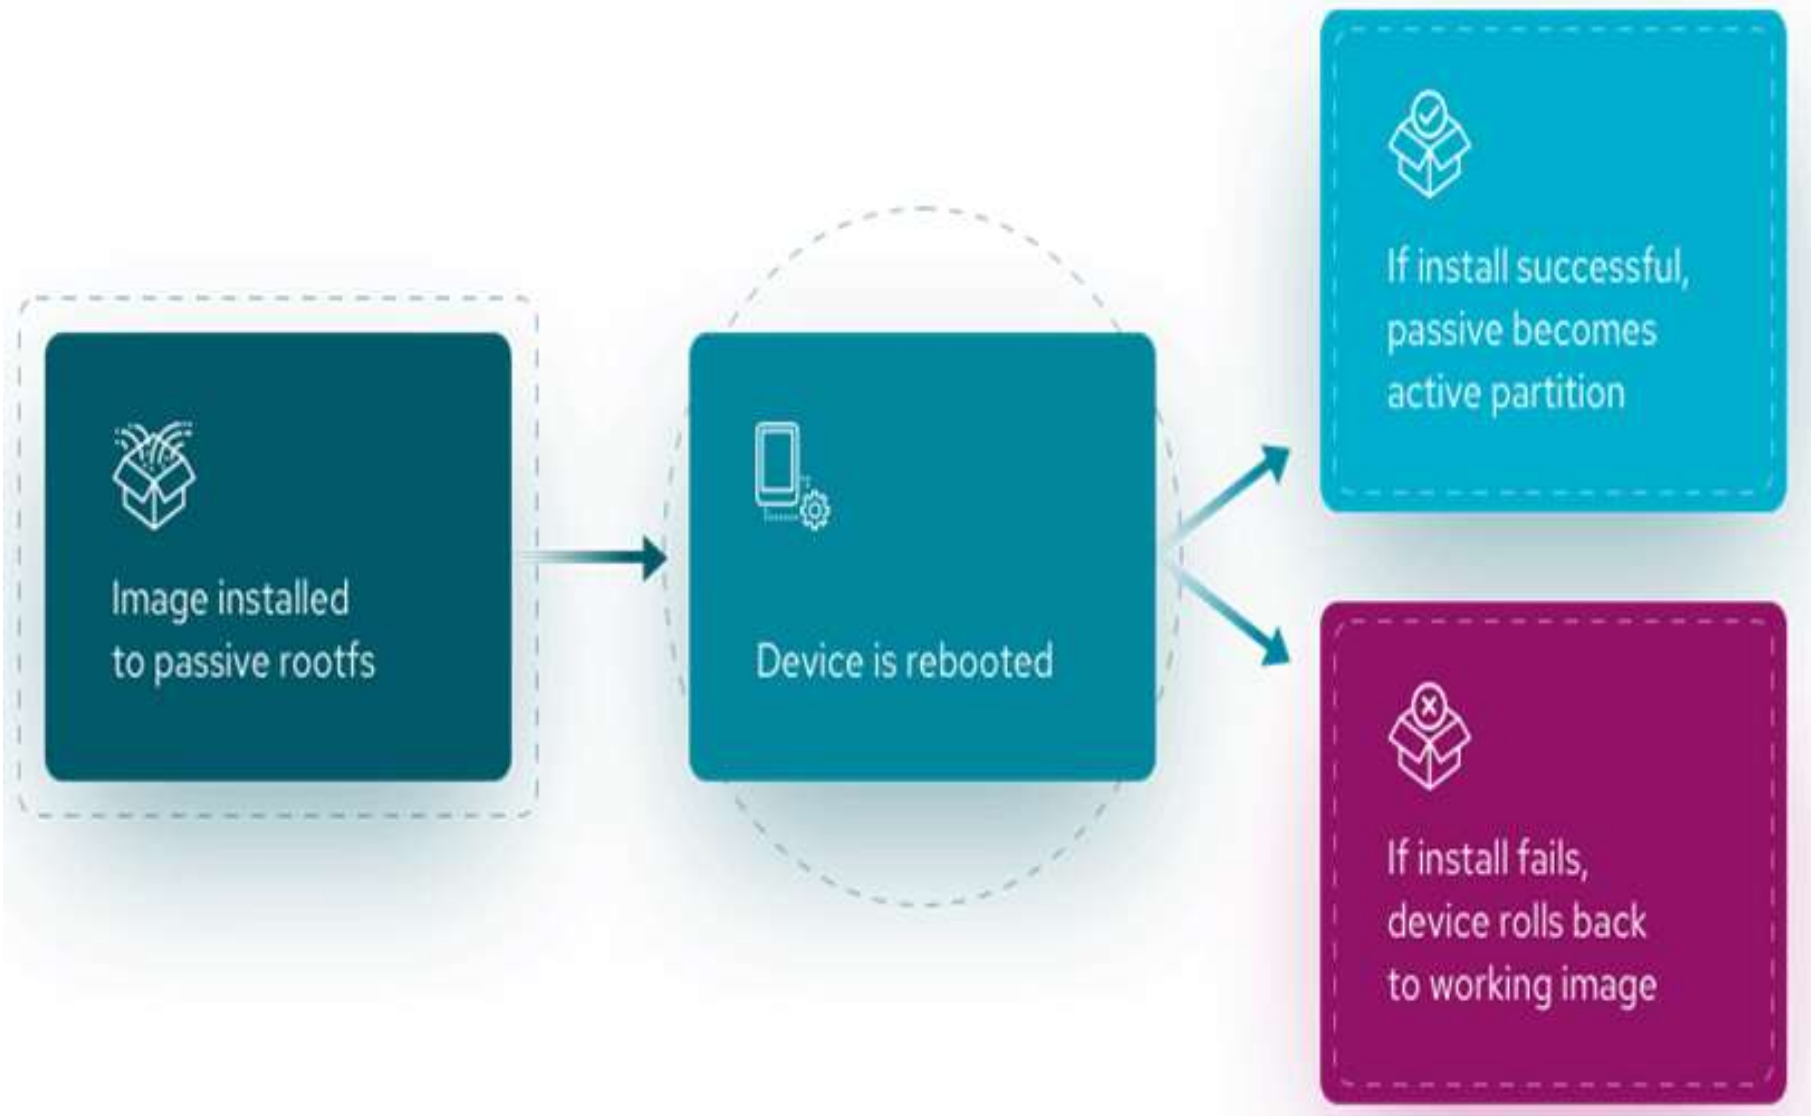 Image installed
to passive rootfs
Device is rebooted
If install successful,
passive becomes
active partition
If install fails,
device rolls back
to working image